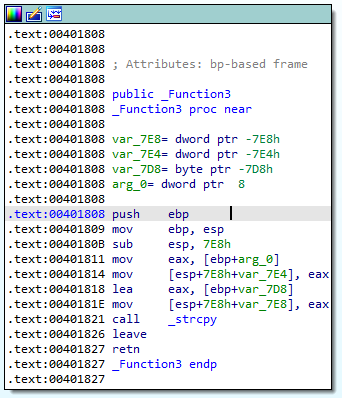 .text:00401808
.text:00401808
.text:00401808
.text:00401808 ; Attributes: bp-based frame
.text:00401808
.text:00401808 public _Function3
.text:00401808 _Function3 proc near
.text:00401808
.text:00401808 var_7E8= dword ptr -7E8h
.text:00401808 var_7E4= dword ptr -7E4h
.text:00401808 var_7D8= byte ptr -7D8h
.text:00401808 arg_0= dword ptr  8
.text:00401808
.text:00401808 push    ebp
.text:00401809 mov     ebp, esp
.text:0040180B sub     esp, 7E8h
.text:00401811 mov     eax, [ebp+arg_0]
.text:00401814 mov     [esp+7E8h+var_7E4], eax
.text:00401818 lea     eax, [ebp+var_7D8]
.text:0040181E mov     [esp+7E8h+var_7E8], eax
.text:00401821 call    _strcpy
.text:00401826 leave
.text:00401827 retn
.text:00401827 _Function3 endp
.text:00401827